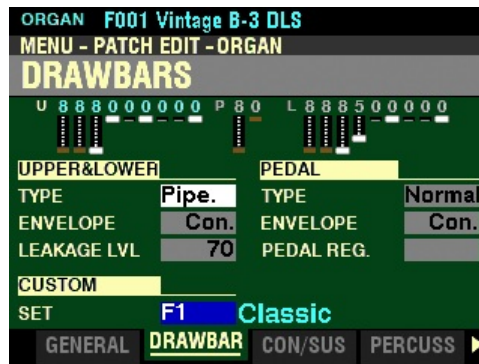 ORGAN F001 Vintage B-3 DLS
MENU - PATCH EDIT - ORGAN
DRAWBARS
U 888000000 P 80 L 888500000
UPPER&LOWER PEDAL
TYPE Pipe. TYPE Normal
ENVELOPE Con. ENVELOPE Con.
LEAKAGE LVL 70 PEDAL REG.
CUSTOM
SET F1 Classic
GENERAL DRAWBAR CON/SUS PERCUSS